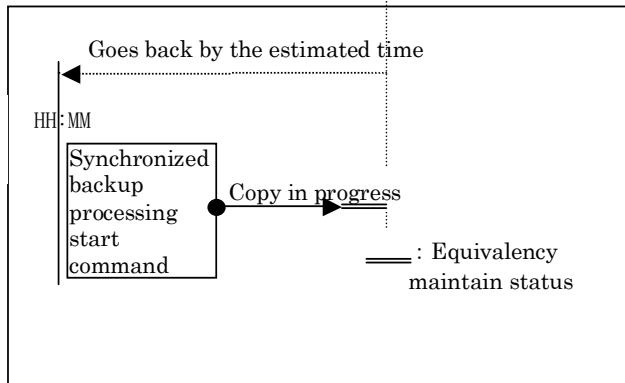 Goes back by the estimated time
HH:MM
Synchronized
backup
processing
start
command
Copy in progress
: Equivalency
maintain status